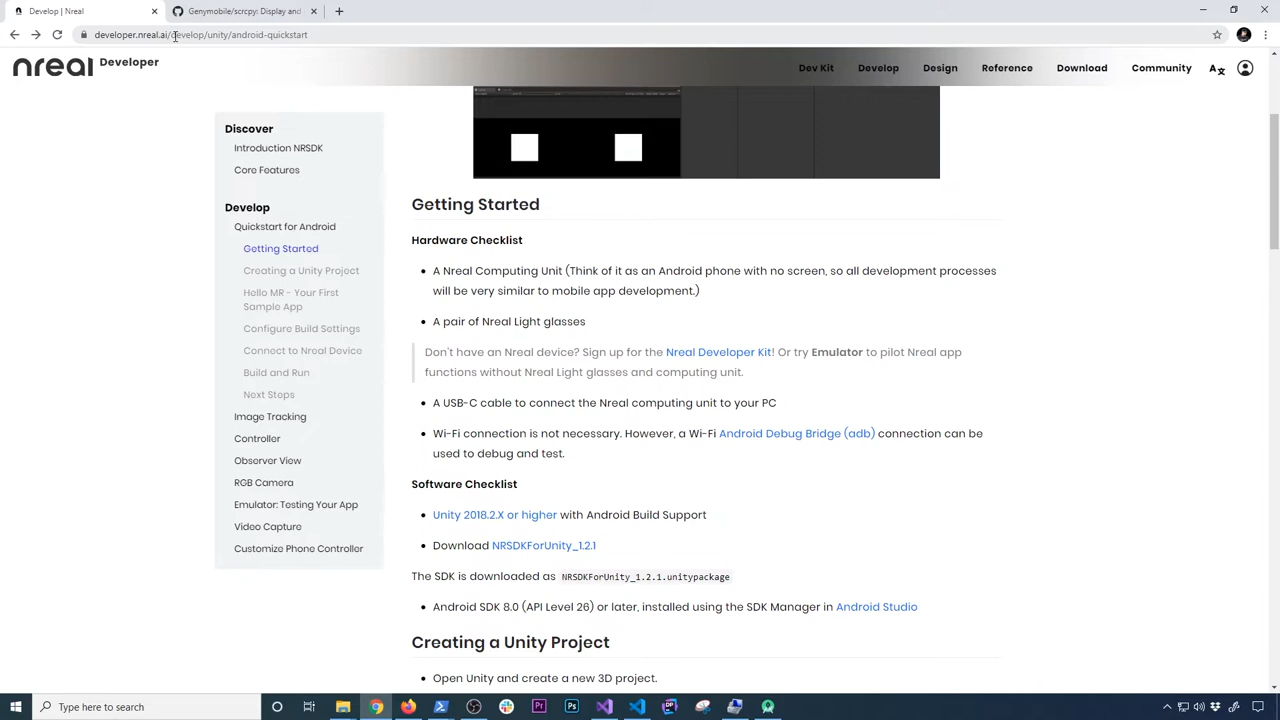 Develop | Nreal
Genymobile/scrcpy: Display and
developer.nreal.ai/develop/unity/android-quickstart
nreal Developer
Dev Kit Develop Design Reference Download Community
Discover
Introduction NRSDK
Core Features
Develop
Quickstart for Android
Getting Started
Creating a Unity Project
Hello MR - Your First
Sample App
Configure Build Settings
Connect to Nreal Device
Build and Run
Next Steps
Image Tracking
Controller
Observer View
RGB Camera
Emulator: Testing Your App
Video Capture
Customize Phone Controller
Getting Started
Hardware Checklist
A Nreal Computing Unit (Think of it as an Android phone with no screen, so all development processes
will be very similar to mobile app development.)
A pair of Nreal Light glasses
Don't have an Nreal device? Sign up for the Nreal Developer Kit! Or try Emulator to pilot Nreal app
functions without Nreal Light glasses and computing unit.
A USB-C cable to connect the Nreal computing unit to your PC
Wi-Fi connection is not necessary. However, a Wi-Fi Android Debug Bridge (adb) connection can be
used to debug and test.
Software Checklist
Unity 2018.2.X or higher with Android Build Support
Download NRSDKForUnity_1.2.1
The SDK is downloaded as NRSDKForUnity_1.2.1.unitypackage
Android SDK 8.0 (API Level 26) or later, installed using the SDK Manager in Android Studio
Creating a Unity Project
Open Unity and create a new 3D project.
Type here to search